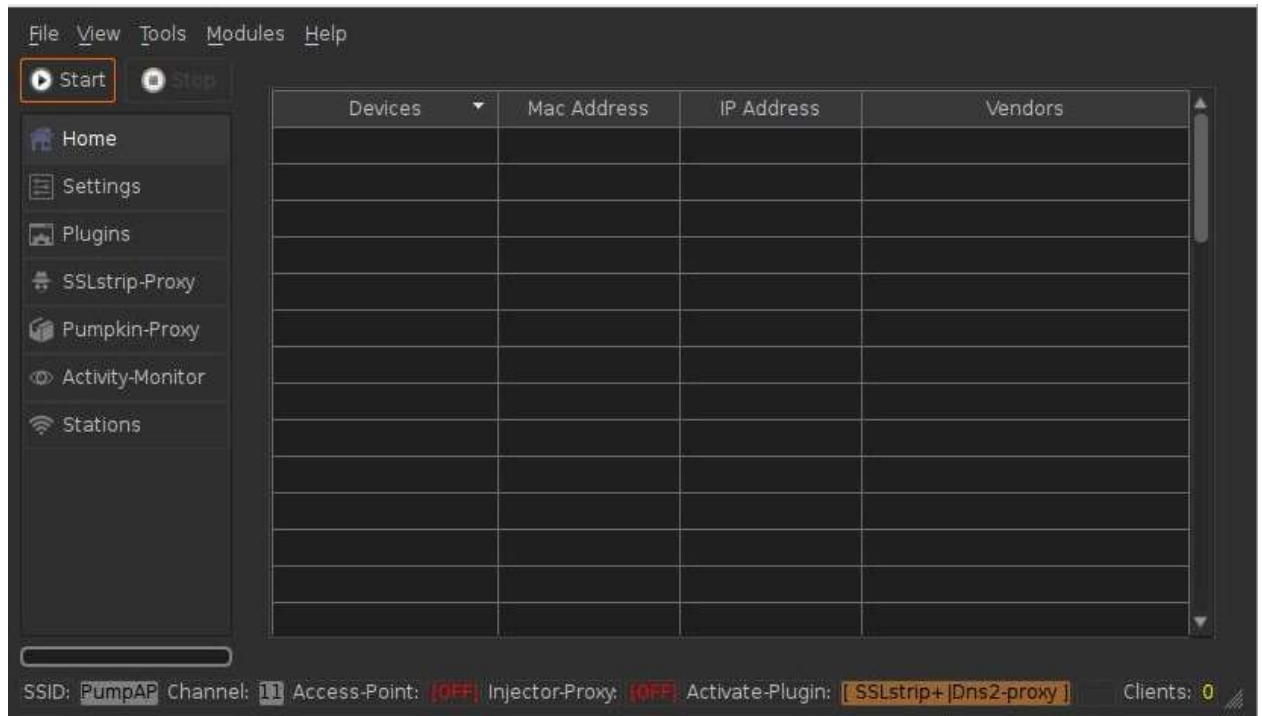 File View Tools Modules Help
Start Stop
Devices Mac Address IP Address Vendors
Home
Settings
Plugins
SSLstrip-Proxy
Pumpkin-Proxy
Activity-Monitor
Stations
SSID: PumpAP Channel: 11 Access-Point: [OFF] Injector-Proxy: [OFF] Activate-Plugin: [ SSLstrip+|Dns2-proxy ] Clients: 0